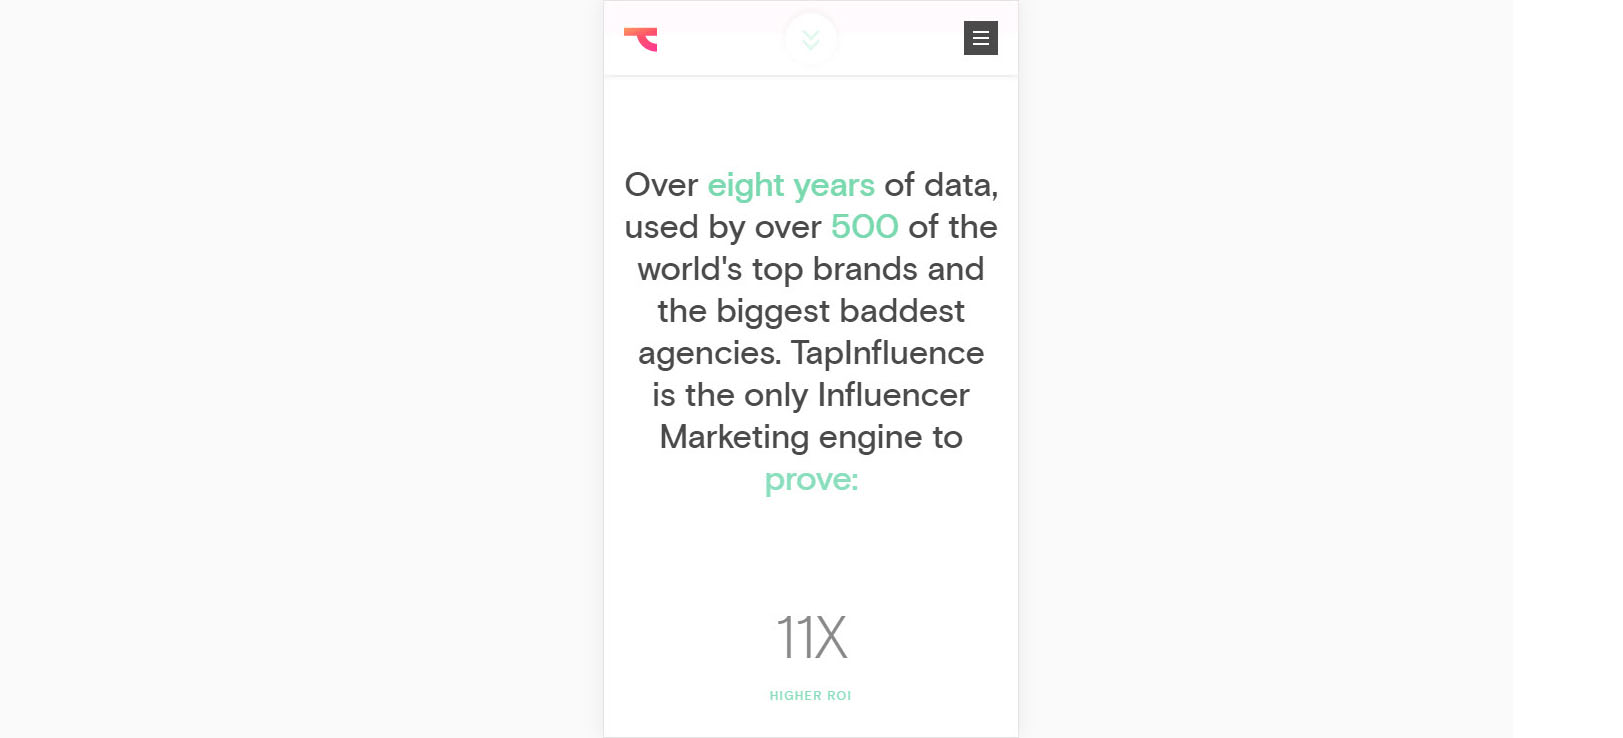 Over eight years of data,
used by over 500 of the
world's top brands and
the biggest baddest
agencies. TapInfluence
is the only Influencer
Marketing engine to
prove:
11X
HIGHER ROI